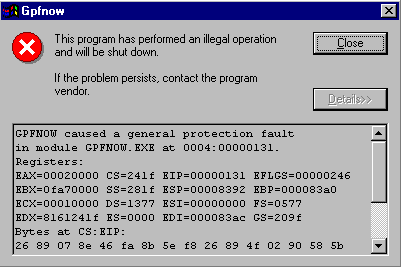 Gpfnow
This program has performed an illegal operation
and will be shut down.
Close
If the problem persists, contact the program
vendor.
Details>>
GPFNOW caused a general protection fault
in module GPFNOW.EXE at 0004:00000131.
Registers:
EAX=00020000 CS=241f EIP=00000131 EFLGS=00000246
EBX=0fa70000 SS=281f ESP=00008392 EBP=000083a0
ECX=00010000 DS=1377 ESI=00000000 FS=0577
EDX=8161241f ES=0000 EDI=000083ac GS=209f
Bytes at CS:EIP:
26 89 07 8e 46 fa 8b 5e f8 26 89 4f 02 90 58 5b